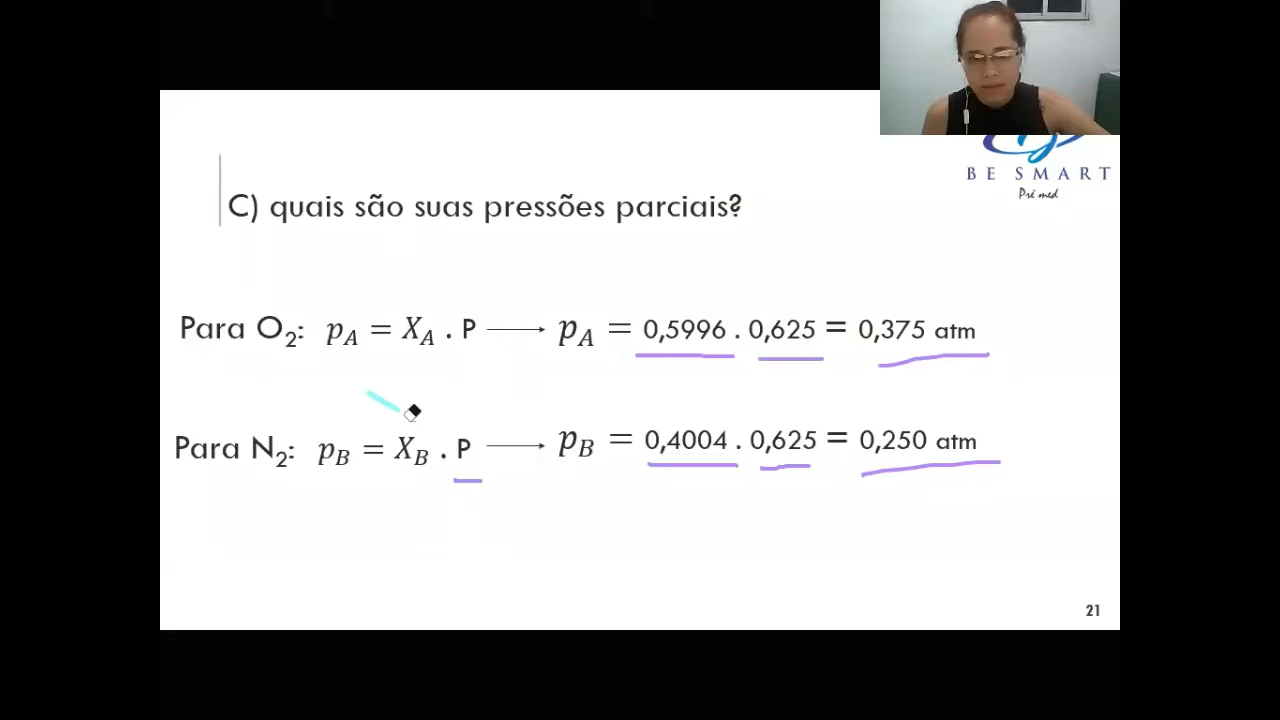 BE SMART
Pré med
C) quais são suas pressões parciais?
Para O₂: p_A = X_A . P → p_A = 0,5996 . 0,625 = 0,375 atm
Para N₂: p_B = X_B . P → p_B = 0,4004 . 0,625 = 0,250 atm
21